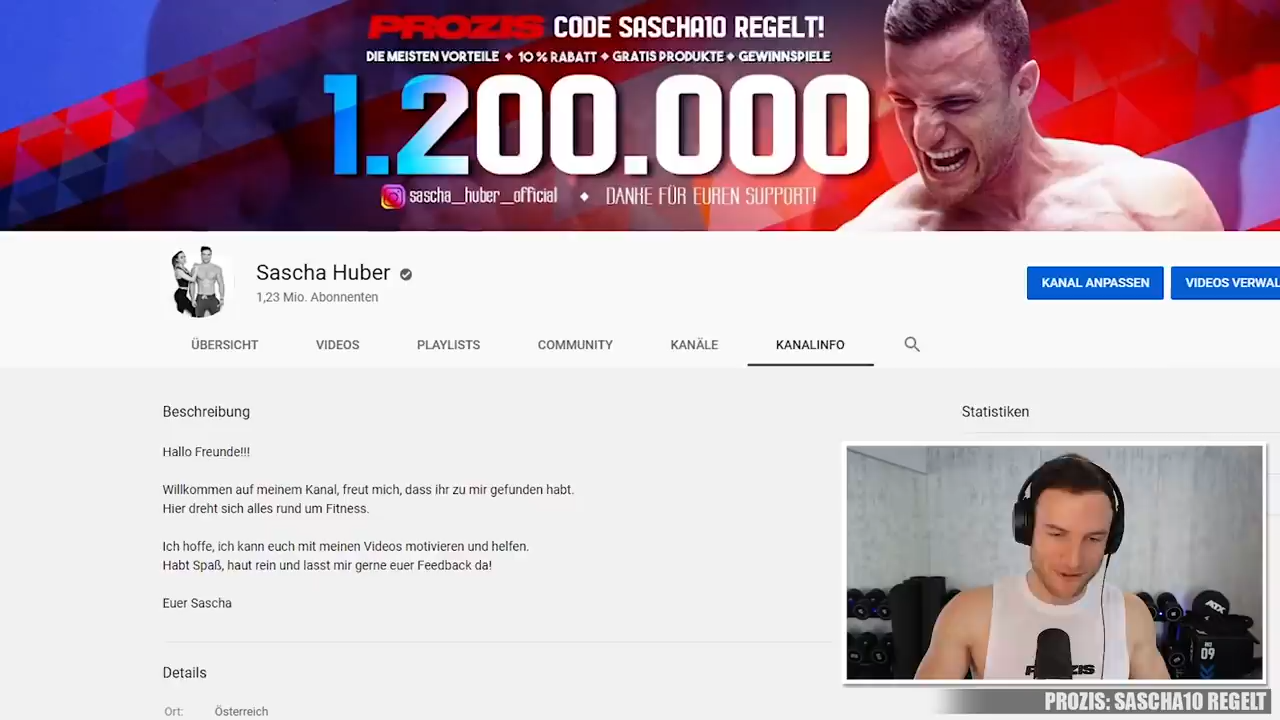 PROZIS CODE SASCHA10 REGELT!
DIE MEISTEN VORTEILE + 10 % RABATT + GRATIS PRODUKTE + GEWINNSPIELE
1.200.000
sascha__huber__official ◆ DANKE FÜR EUREN SUPPORT!
Sascha Huber
1,23 Mio. Abonnenten
KANAL ANPASSEN
VIDEOS VERWAL
ÜBERSICHT VIDEOS PLAYLISTS COMMUNITY KANÄLE KANALINFO
Beschreibung
Statistiken
Hallo Freunde!!!
Willkommen auf meinem Kanal, freut mich, dass ihr zu mir gefunden habt.
Hier dreht sich alles rund um Fitness.
Ich hoffe, ich kann euch mit meinen Videos motivieren und helfen.
Habt Spaß, haut rein und lasst mir gerne euer Feedback da!
Euer Sascha
Details
Ort: Österreich
ATX
09
PROZIS
PROZIS: SASCHA10 REGELT